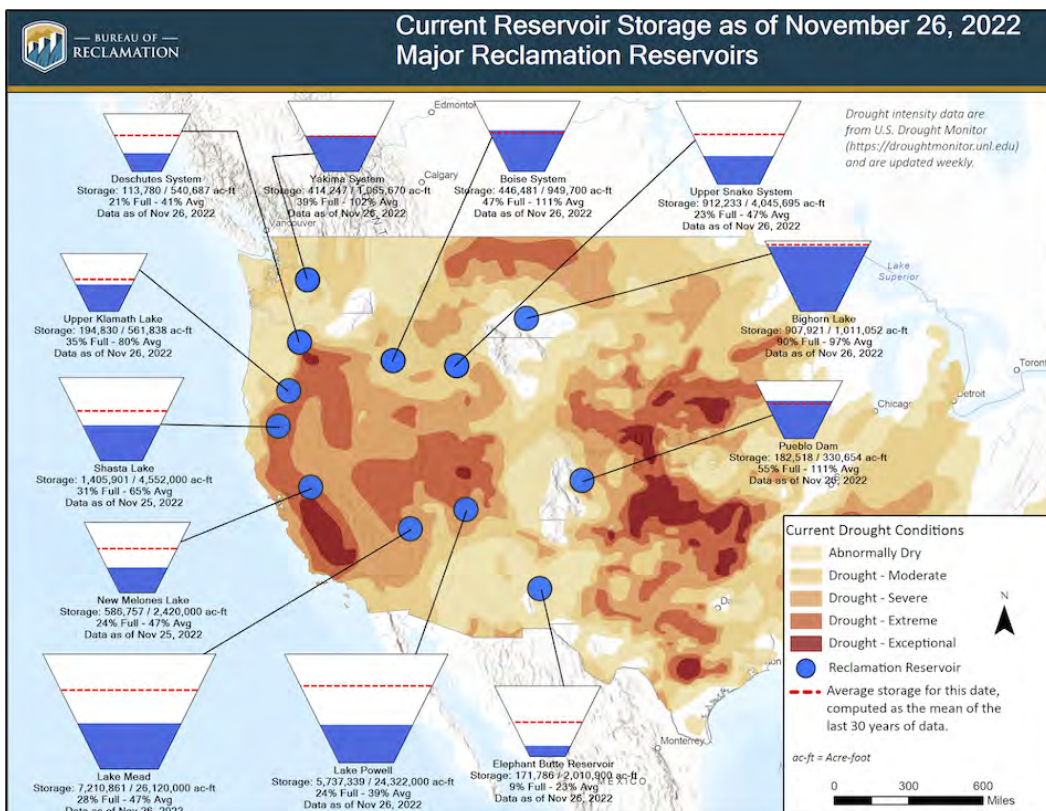 BUREAU OF
RECLAMATION
Current Reservoir Storage as of November 26, 2022
Major Reclamation Reservoirs
Drought intensity data are
from U.S. Drought Monitor
(https://droughtmonitor.unl.edu)
and are updated weekly.
Edmonton
Calgary
Vancouver
Deschutes System
Storage: 113,780 / 540,687 ac-ft
21% Full - 41% Avg
Data as of Nov 26, 2022
Yakima System
Storage: 414,247 / 1,065,670 ac-ft
39% Full - 102% Avg
Data as of Nov 26, 2022
Boise System
Storage: 446,481 / 949,700 ac-ft
47% Full - 111% Avg
Data as of Nov 26, 2022
Upper Snake System
Storage: 912,233 / 4,045,695 ac-ft
23% Full - 47% Avg
Data as of Nov 26, 2022
Lake
Superior
Upper Klamath Lake
Storage: 194,830 / 561,838 ac-ft
35% Full - 80% Avg
Data as of Nov 26, 2022
Bighorn Lake
Storage: 907,921 / 1,011,052 ac-ft
90% Full - 97% Avg
Data as of Nov 26, 2022
Toront
Detroit
Chicago
Shasta Lake
Storage: 1,405,901 / 4,552,000 ac-ft
31% Full - 65% Avg
Data as of Nov 25, 2022
Pueblo Dam
Storage: 182,518 / 330,654 ac-ft
55% Full - 111% Avg
Data as of Nov 26, 2022
New Melones Lake
Storage: 586,757 / 2,420,000 ac-ft
24% Full - 47% Avg
Data as of Nov 25, 2022
Current Drought Conditions
Abnormally Dry
Drought - Moderate
Drought - Severe
Drought - Extreme
Drought - Exceptional
Reclamation Reservoir
Average storage for this date,
computed as the mean of the
last 30 years of data.
ac-ft = Acre-foot
N
0 300 600
Miles
Da
Monterrey
MEXICO
Lake Mead
Storage: 7,210,861 / 26,120,000 ac-ft
28% Full - 47% Avg
Data as of Nov 26, 2022
Lake Powell
Storage: 5,737,339 / 24,322,000 ac-ft
24% Full - 39% Avg
Data as of Nov 26, 2022
Elephant Butte Reservoir
Storage: 171,786 / 2,010,900 ac-ft
9% Full - 23% Avg
Data as of Nov 26, 2022